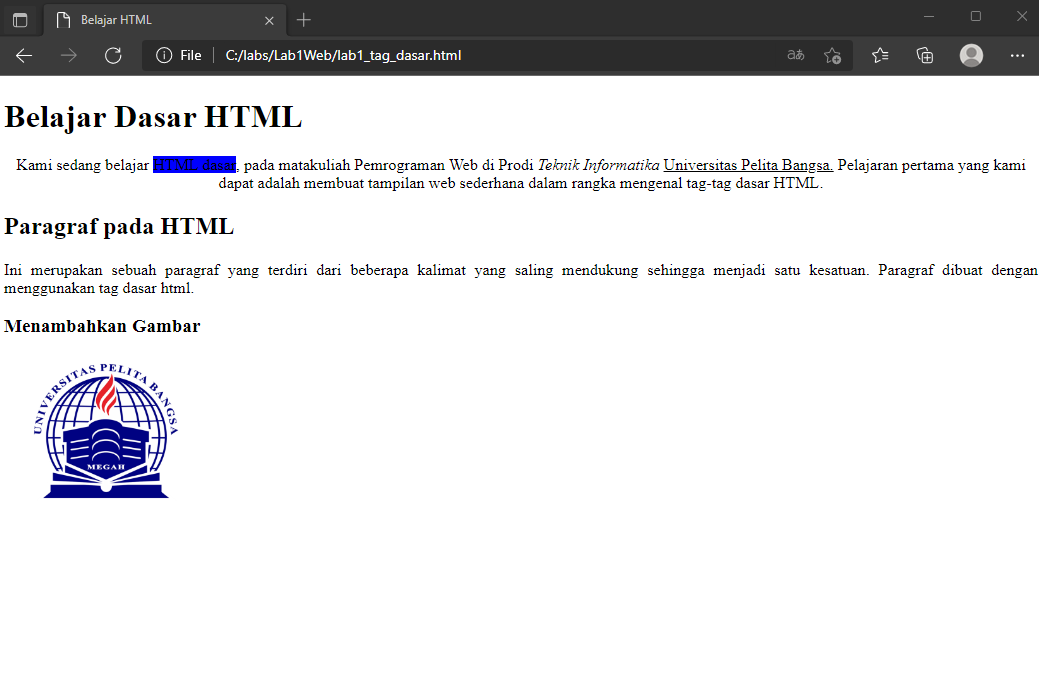 Belajar HTML
File
C:/labs/Lab1Web/lab1_tag_dasar.html
aあ
Belajar Dasar HTML
Kami sedang belajar HTML dasar, pada matakuliah Pemrograman Web di Prodi Teknik Informatika Universitas Pelita Bangsa. Pelajaran pertama yang kami
dapat adalah membuat tampilan web sederhana dalam rangka mengenal tag-tag dasar HTML.
Paragraf pada HTML
Ini merupakan sebuah paragraf yang terdiri dari beberapa kalimat yang saling mendukung sehingga menjadi satu kesatuan. Paragraf dibuat dengan
menggunakan tag dasar html.
Menambahkan Gambar
UNIVERSITAS PELITA BANGSA
MEGAH